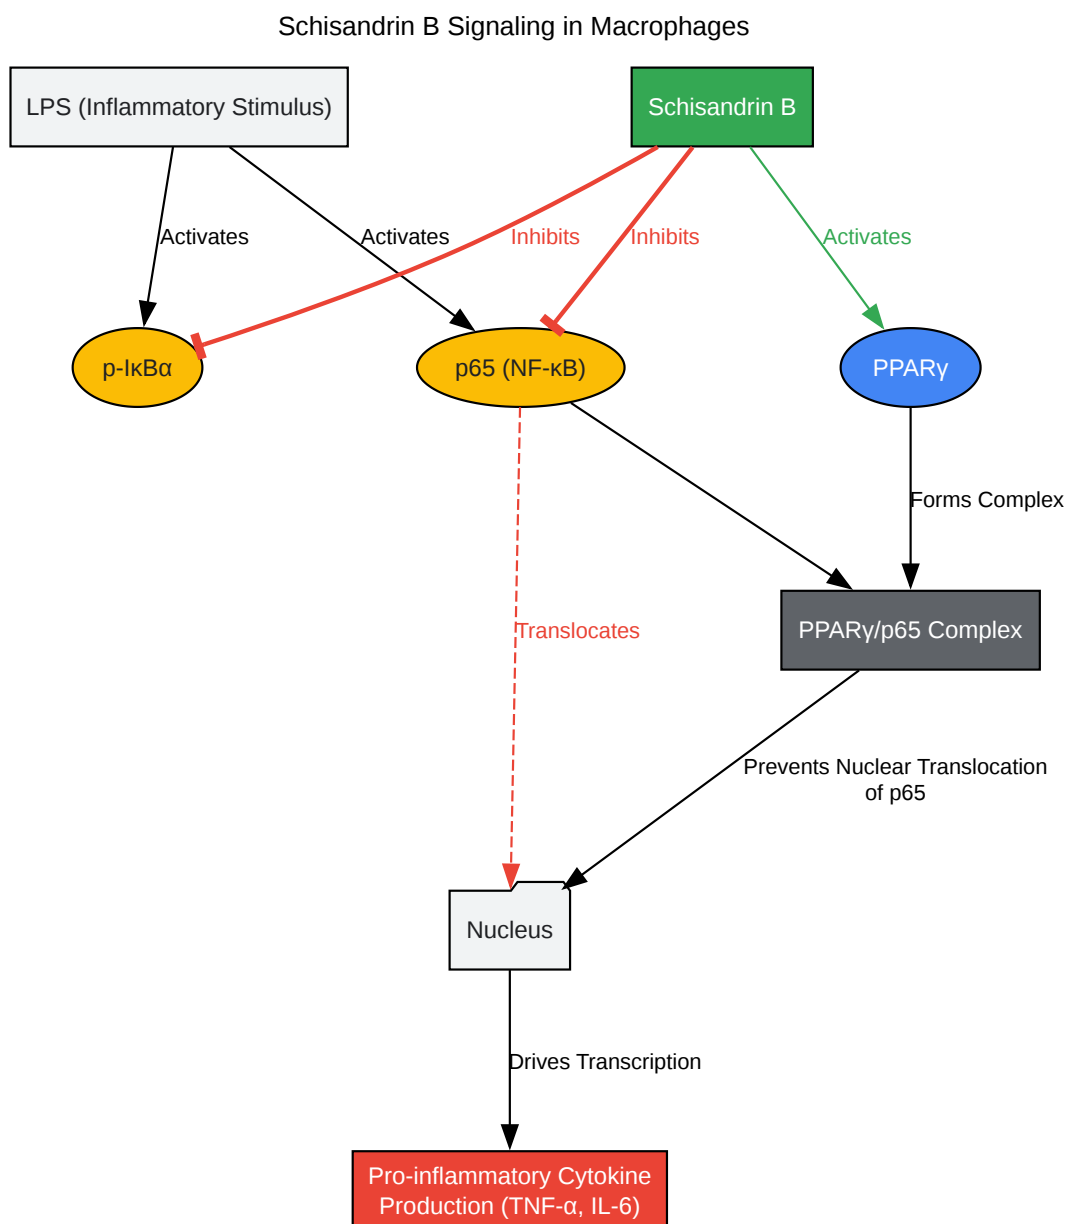 Schisandrin B Signaling in Macrophages
LPS (Inflammatory Stimulus)
Schisandrin B
Activates
Activates
Inhibits
Inhibits
Activates
p-IκBα
p65 (NF-κB)
PPARγ
Forms Complex
Translocates
PPARγ/p65 Complex
Prevents Nuclear Translocation
of p65
Nucleus
Drives Transcription
Pro-inflammatory Cytokine
Production (TNF-α, IL-6)